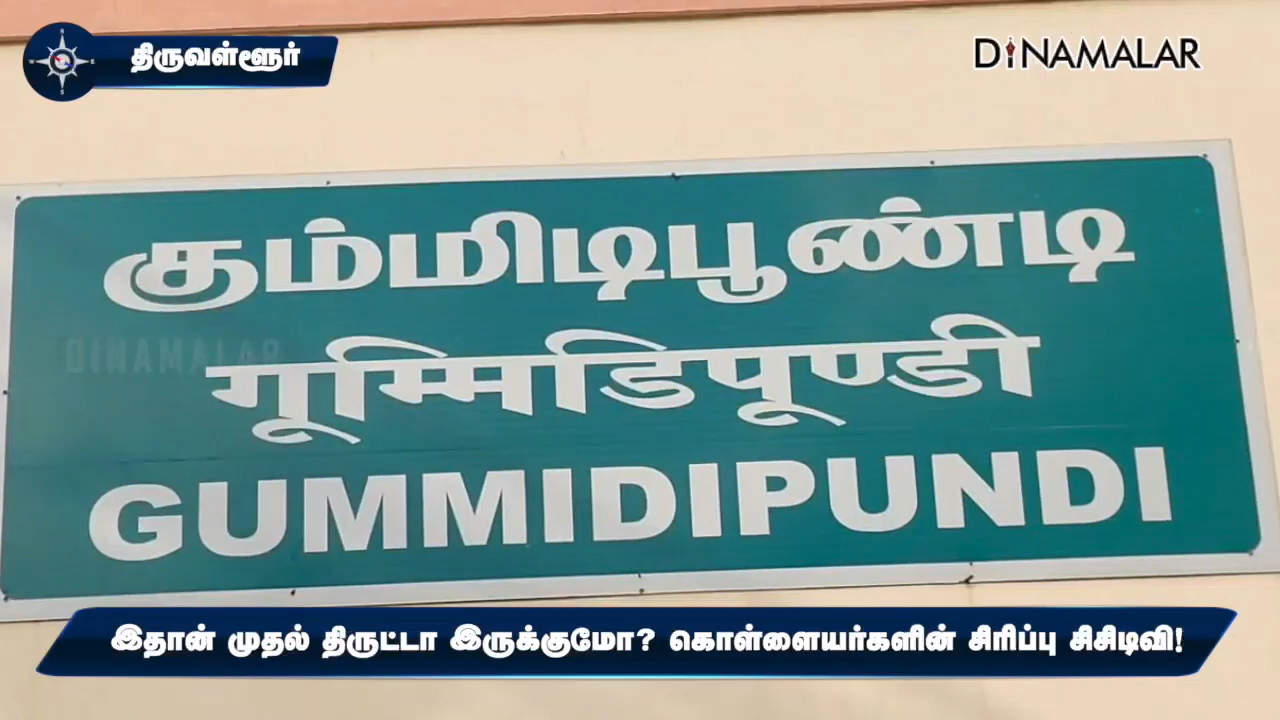 திருவள்ளூர்
DINAMALAR
கும்மிடிபூண்டி
DINAMALAR
गूम्मिडिपूण्डी
GUMMIDIPUNDI
இதான் முதல் திருட்டா இருக்குமோ? கொள்ளையர்களின் சிரிப்பு சிசிடிவி!